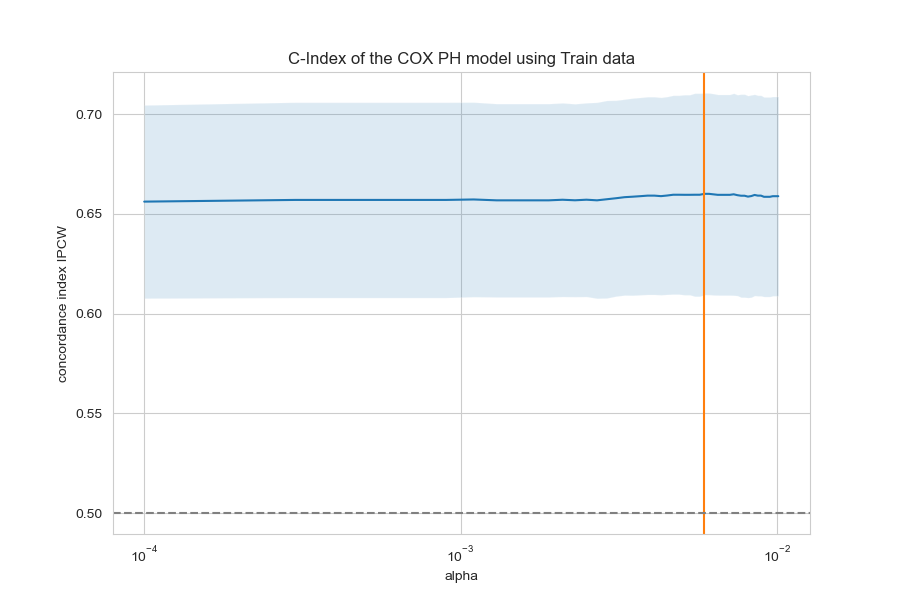 C-Index of the COX PH model using Train data
concordance index IPCW
0.70
0.65
0.60
0.55
0.50
10⁻⁴
10⁻³
10⁻²
alpha